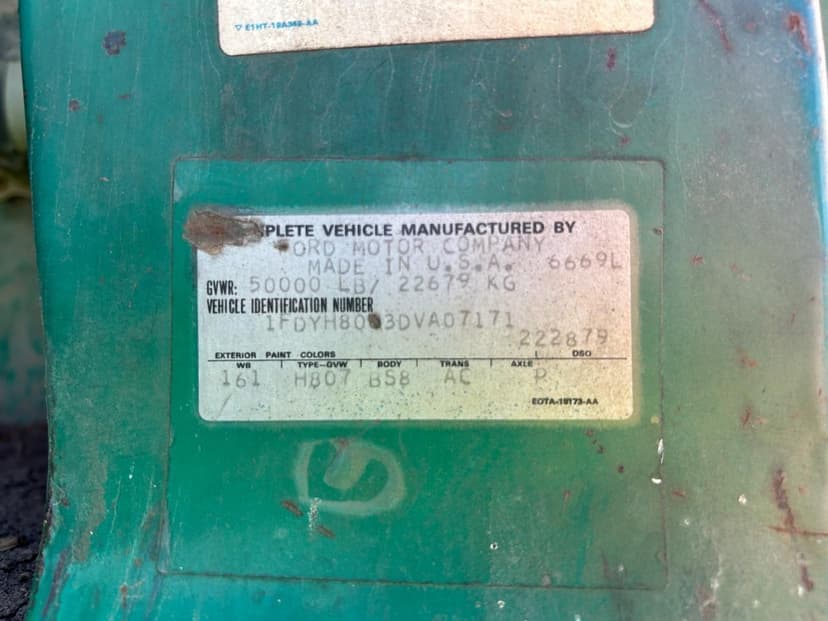 ▽ E1HT-19A348-AA
PLETE VEHICLE MANUFACTURED BY
FORD MOTOR COMPANY
MADE IN U.S.A. 6669L
GVWR: 50000 LB/ 22679 KG
VEHICLE IDENTIFICATION NUMBER
222879
EXTERIOR PAINT COLORS DSO
WB TYPE-GVW BODY TRANS AXLE
161 H807 B58 AC P
EOTA-19173-AA